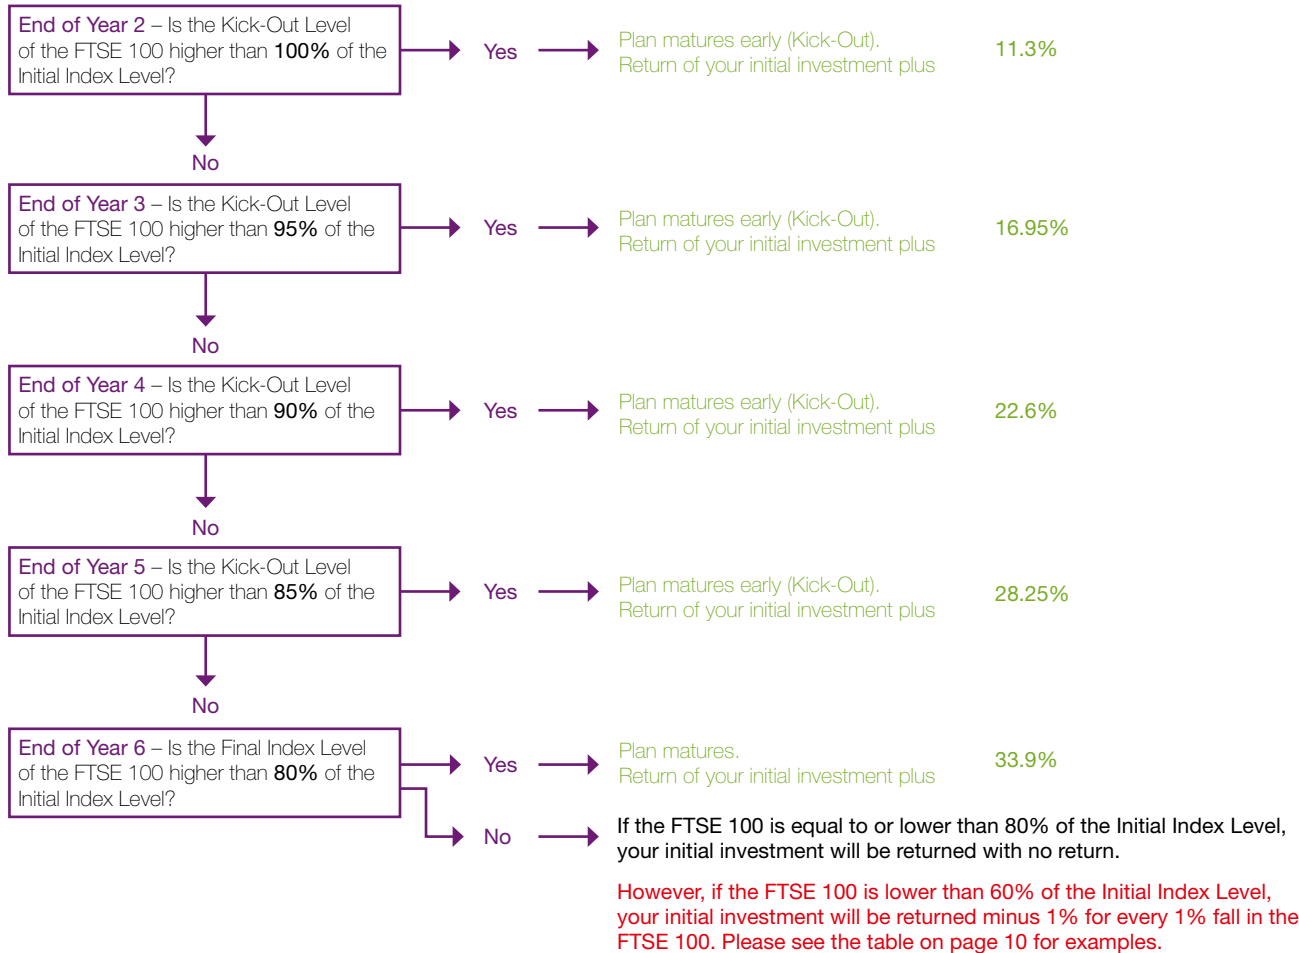 End of Year 2 – Is the Kick-Out Level
of the FTSE 100 higher than 100% of the
Initial Index Level?
Yes
Plan matures early (Kick-Out).
Return of your initial investment plus
11.3%
No
End of Year 3 – Is the Kick-Out Level
of the FTSE 100 higher than 95% of the
Initial Index Level?
Yes
Plan matures early (Kick-Out).
Return of your initial investment plus
16.95%
No
End of Year 4 – Is the Kick-Out Level
of the FTSE 100 higher than 90% of the
Initial Index Level?
Yes
Plan matures early (Kick-Out).
Return of your initial investment plus
22.6%
No
End of Year 5 – Is the Kick-Out Level
of the FTSE 100 higher than 85% of the
Initial Index Level?
Yes
Plan matures early (Kick-Out).
Return of your initial investment plus
28.25%
No
End of Year 6 – Is the Final Index Level
of the FTSE 100 higher than 80% of the
Initial Index Level?
Yes
Plan matures.
Return of your initial investment plus
33.9%
No
If the FTSE 100 is equal to or lower than 80% of the Initial Index Level,
your initial investment will be returned with no return.
However, if the FTSE 100 is lower than 60% of the Initial Index Level,
your initial investment will be returned minus 1% for every 1% fall in the
FTSE 100. Please see the table on page 10 for examples.